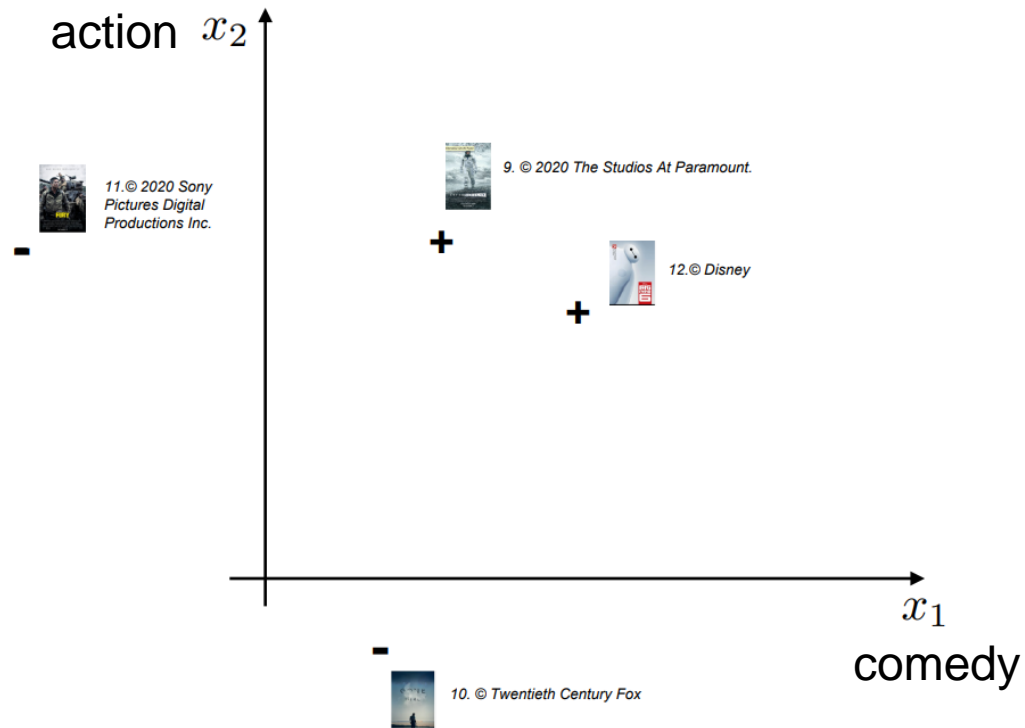 action x₂
9. © 2020 The Studios At Paramount.
11.© 2020 Sony
Pictures Digital
Productions Inc.
-
+
12.© Disney
+
x₁
comedy
-
10. © Twentieth Century Fox